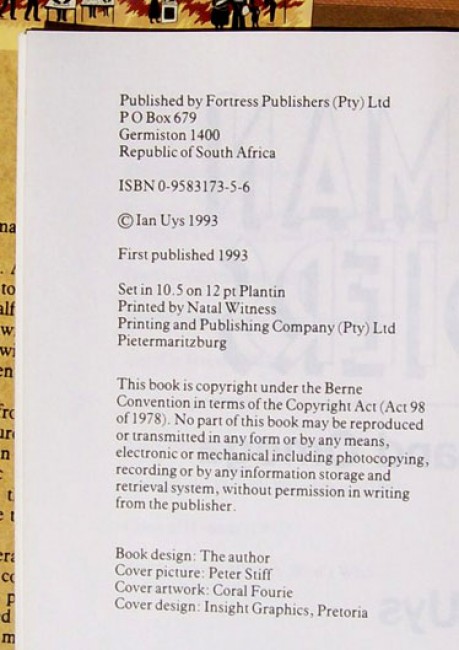 Published by Fortress Publishers (Pty) Ltd
P O Box 679
Germiston 1400
Republic of South Africa
ISBN 0-9583173-5-6
© Ian Uys 1993
First published 1993
Set in 10.5 on 12 pt Plantin
Printed by Natal Witness
Printing and Publishing Company (Pty) Ltd
Pietermaritzburg
This book is copyright under the Berne
Convention in terms of the Copyright Act (Act 98
of 1978). No part of this book may be reproduced
or transmitted in any form or by any means,
electronic or mechanical including photocopying,
recording or by any information storage and
retrieval system, without permission in writing
from the publisher.
Book design: The author
Cover picture: Peter Stiff
Cover artwork: Coral Fourie
Cover design: Insight Graphics, Pretoria